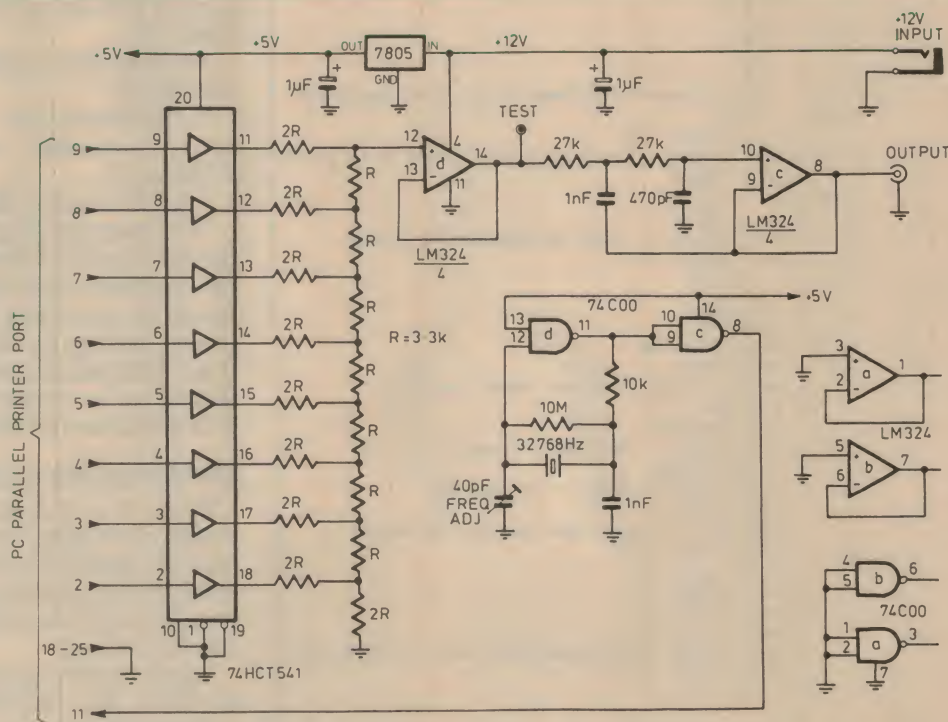 +12V
INPUT
+5V
+5V
OUT
7805
IN
GND
+12V
1µF
+
1µF
+
20
TEST
9
9
11
2R
R
12
13
+
-
d
4
11
14
LM324
4
27k
27k
1nF
470pF
10
9
+
-
c
8
LM324
4
OUTPUT
8
8
12
2R
R
7
7
13
2R
R
6
6
14
2R
R
R=3·3k
5
5
15
2R
R
4
4
16
2R
R
3
3
17
2R
R
2
2
18
2R
2R
PC PARALLEL PRINTER PORT
10
1
19
74HCT541
18-25
11
74C00
13
12
d
11
10
9
c
14
8
+5V
10k
10M
32768Hz
40pF
FREQ
ADJ
1nF
3
2
+
-
a
1
LM324
5
6
+
-
b
7
4
5
b
6
74C00
1
2
a
3
7